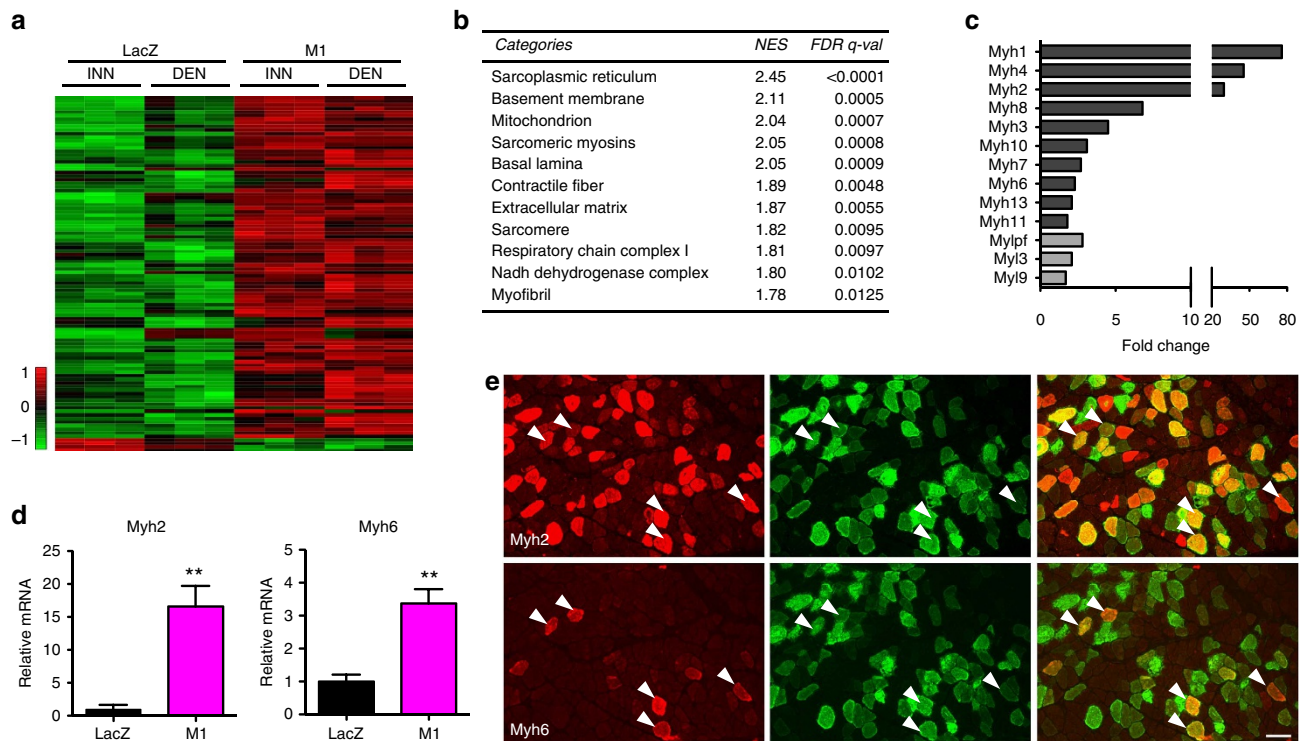 a
LacZ M1
INN DEN INN DEN
1
0
−1
b
Categories NES FDR q-val
Sarcoplasmic reticulum 2.45 <0.0001
Basement membrane 2.11 0.0005
Mitochondrion 2.04 0.0007
Sarcomeric myosins 2.05 0.0008
Basal lamina 2.05 0.0009
Contractile fiber 1.89 0.0048
Extracellular matrix 1.87 0.0055
Sarcomere 1.82 0.0095
Respiratory chain complex I 1.81 0.0097
Nadh dehydrogenase complex 1.80 0.0102
Myofibril 1.78 0.0125
c
Myh1
Myh4
Myh2
Myh8
Myh3
Myh10
Myh7
Myh6
Myh13
Myh11
Mylpf
Myl3
Myl9
0 5 10 20 50 80
Fold change
d
Myh2
Relative mRNA
25
20
15
10
5
0
**
LacZ M1
Myh6
Relative mRNA
5
4
3
2
1
0
**
LacZ M1
e
Myh2
Myh6